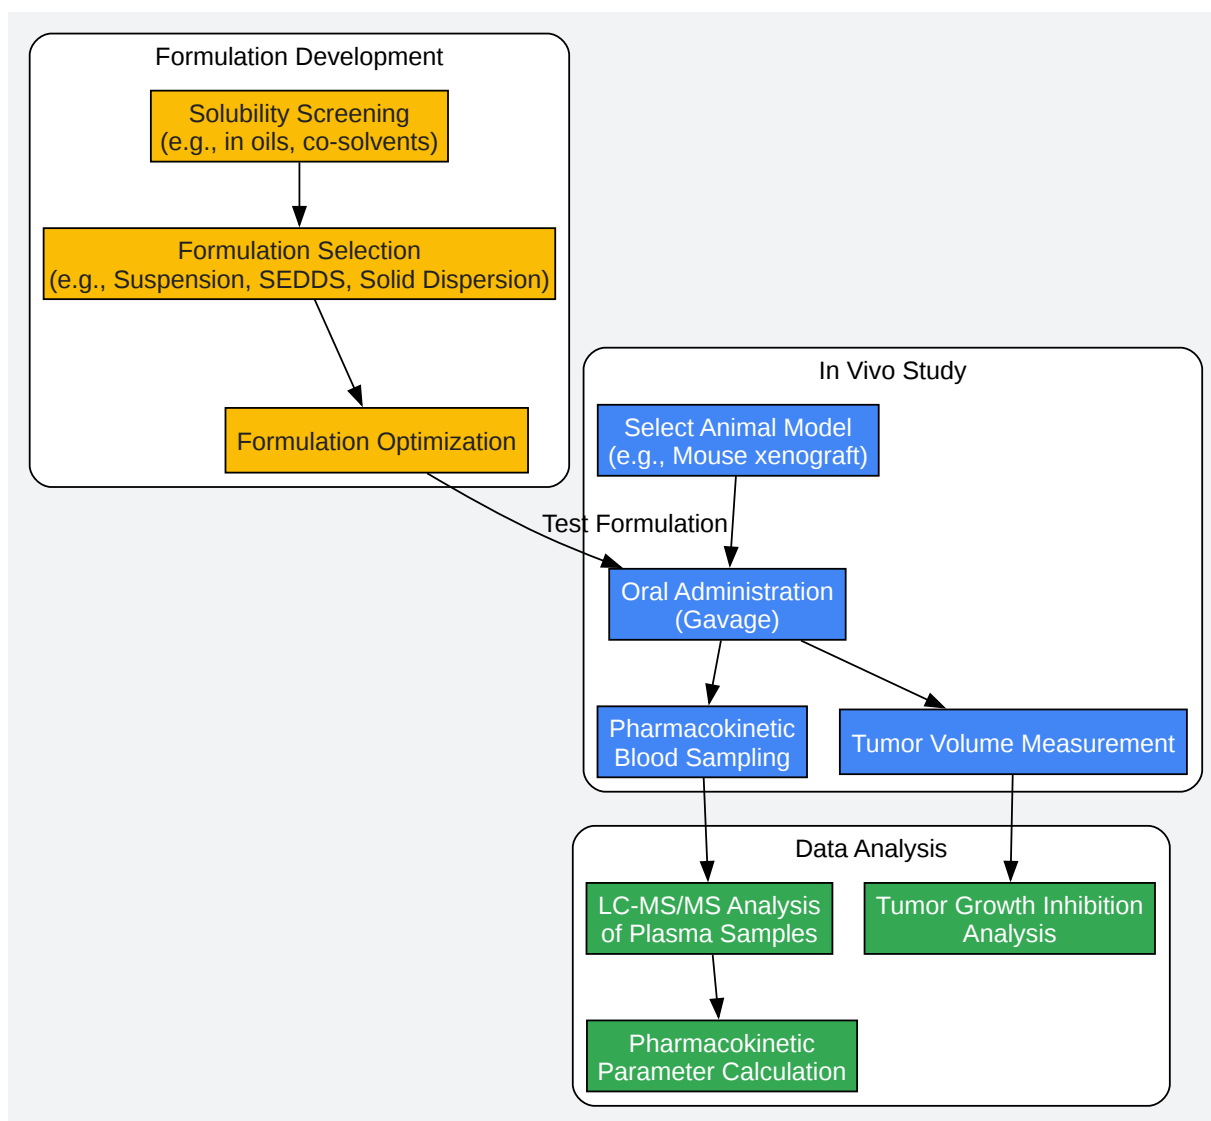 Formulation Development
Solubility Screening
(e.g., in oils, co-solvents)
Formulation Selection
(e.g., Suspension, SEDDS, Solid Dispersion)
Formulation Optimization
In Vivo Study
Select Animal Model
(e.g., Mouse xenograft)
Test Formulation
Oral Administration
(Gavage)
Pharmacokinetic
Blood Sampling
Tumor Volume Measurement
Data Analysis
LC-MS/MS Analysis
of Plasma Samples
Tumor Growth Inhibition
Analysis
Pharmacokinetic
Parameter Calculation